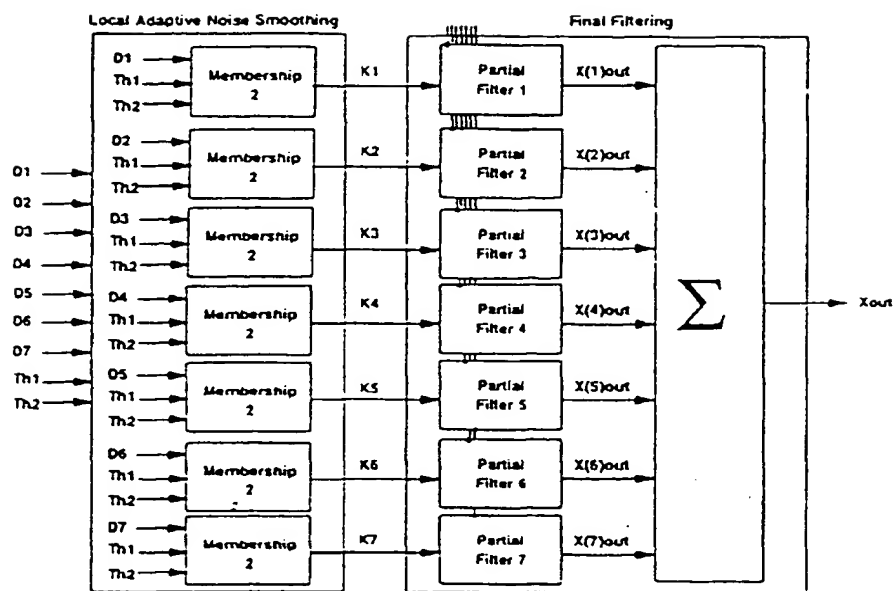 Local Adaptive Noise Smoothing
Final Filtering
D1
D2
D3
D4
D5
D6
D7
Th1
Th2
D1
Th1
Th2
Membership
2
K1
Partial
Filter 1
X(1)out
D2
Th1
Th2
Membership
2
K2
Partial
Filter 2
X(2)out
D3
Th1
Th2
Membership
2
K3
Partial
Filter 3
X(3)out
D4
Th1
Th2
Membership
2
K4
Partial
Filter 4
X(4)out
D5
Th1
Th2
Membership
2
K5
Partial
Filter 5
X(5)out
D6
Th1
Th2
Membership
2
K6
Partial
Filter 6
X(6)out
D7
Th1
Th2
Membership
2
K7
Partial
Filter 7
X(7)out
Σ
Xout